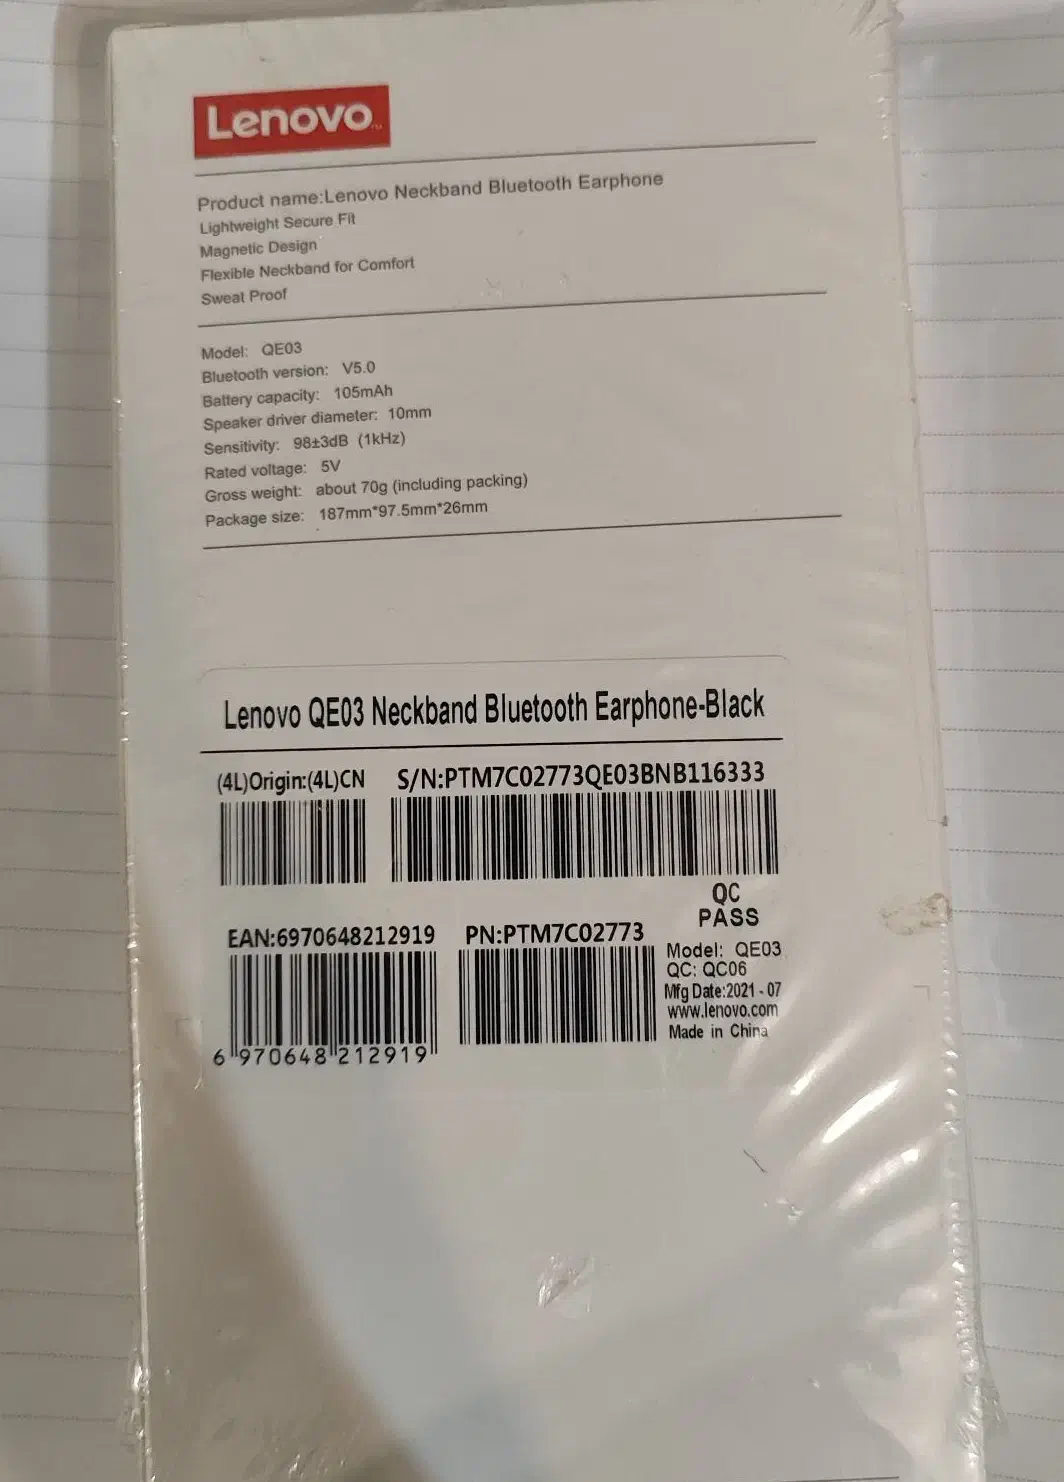 Lenovo
Product name:Lenovo Neckband Bluetooth Earphone
Lightweight Secure Fit
Magnetic Design
Flexible Neckband for Comfort
Sweat Proof
Model: QE03
Bluetooth version: V5.0
Battery capacity: 105mAh
Speaker driver diameter: 10mm
Sensitivity: 98±3dB (1kHz)
Rated voltage: 5V
Gross weight: about 70g (including packing)
Package size: 187mm*97.5mm*26mm
Lenovo QE03 Neckband Bluetooth Earphone-Black
(4L)Origin:(4L)CN S/N:PTM7C02773QE03BNB116333
QC
PASS
EAN:6970648212919 PN:PTM7C02773
Model: QE03
QC: QC06
Mfg Date:2021-07
www.lenovo.com
Made in China
6 970648 212919